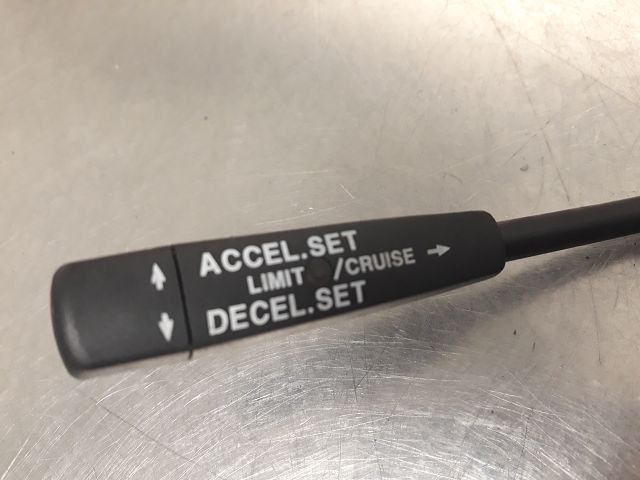 ACCEL.SET
LIMIT /CRUISE →
DECEL.SET